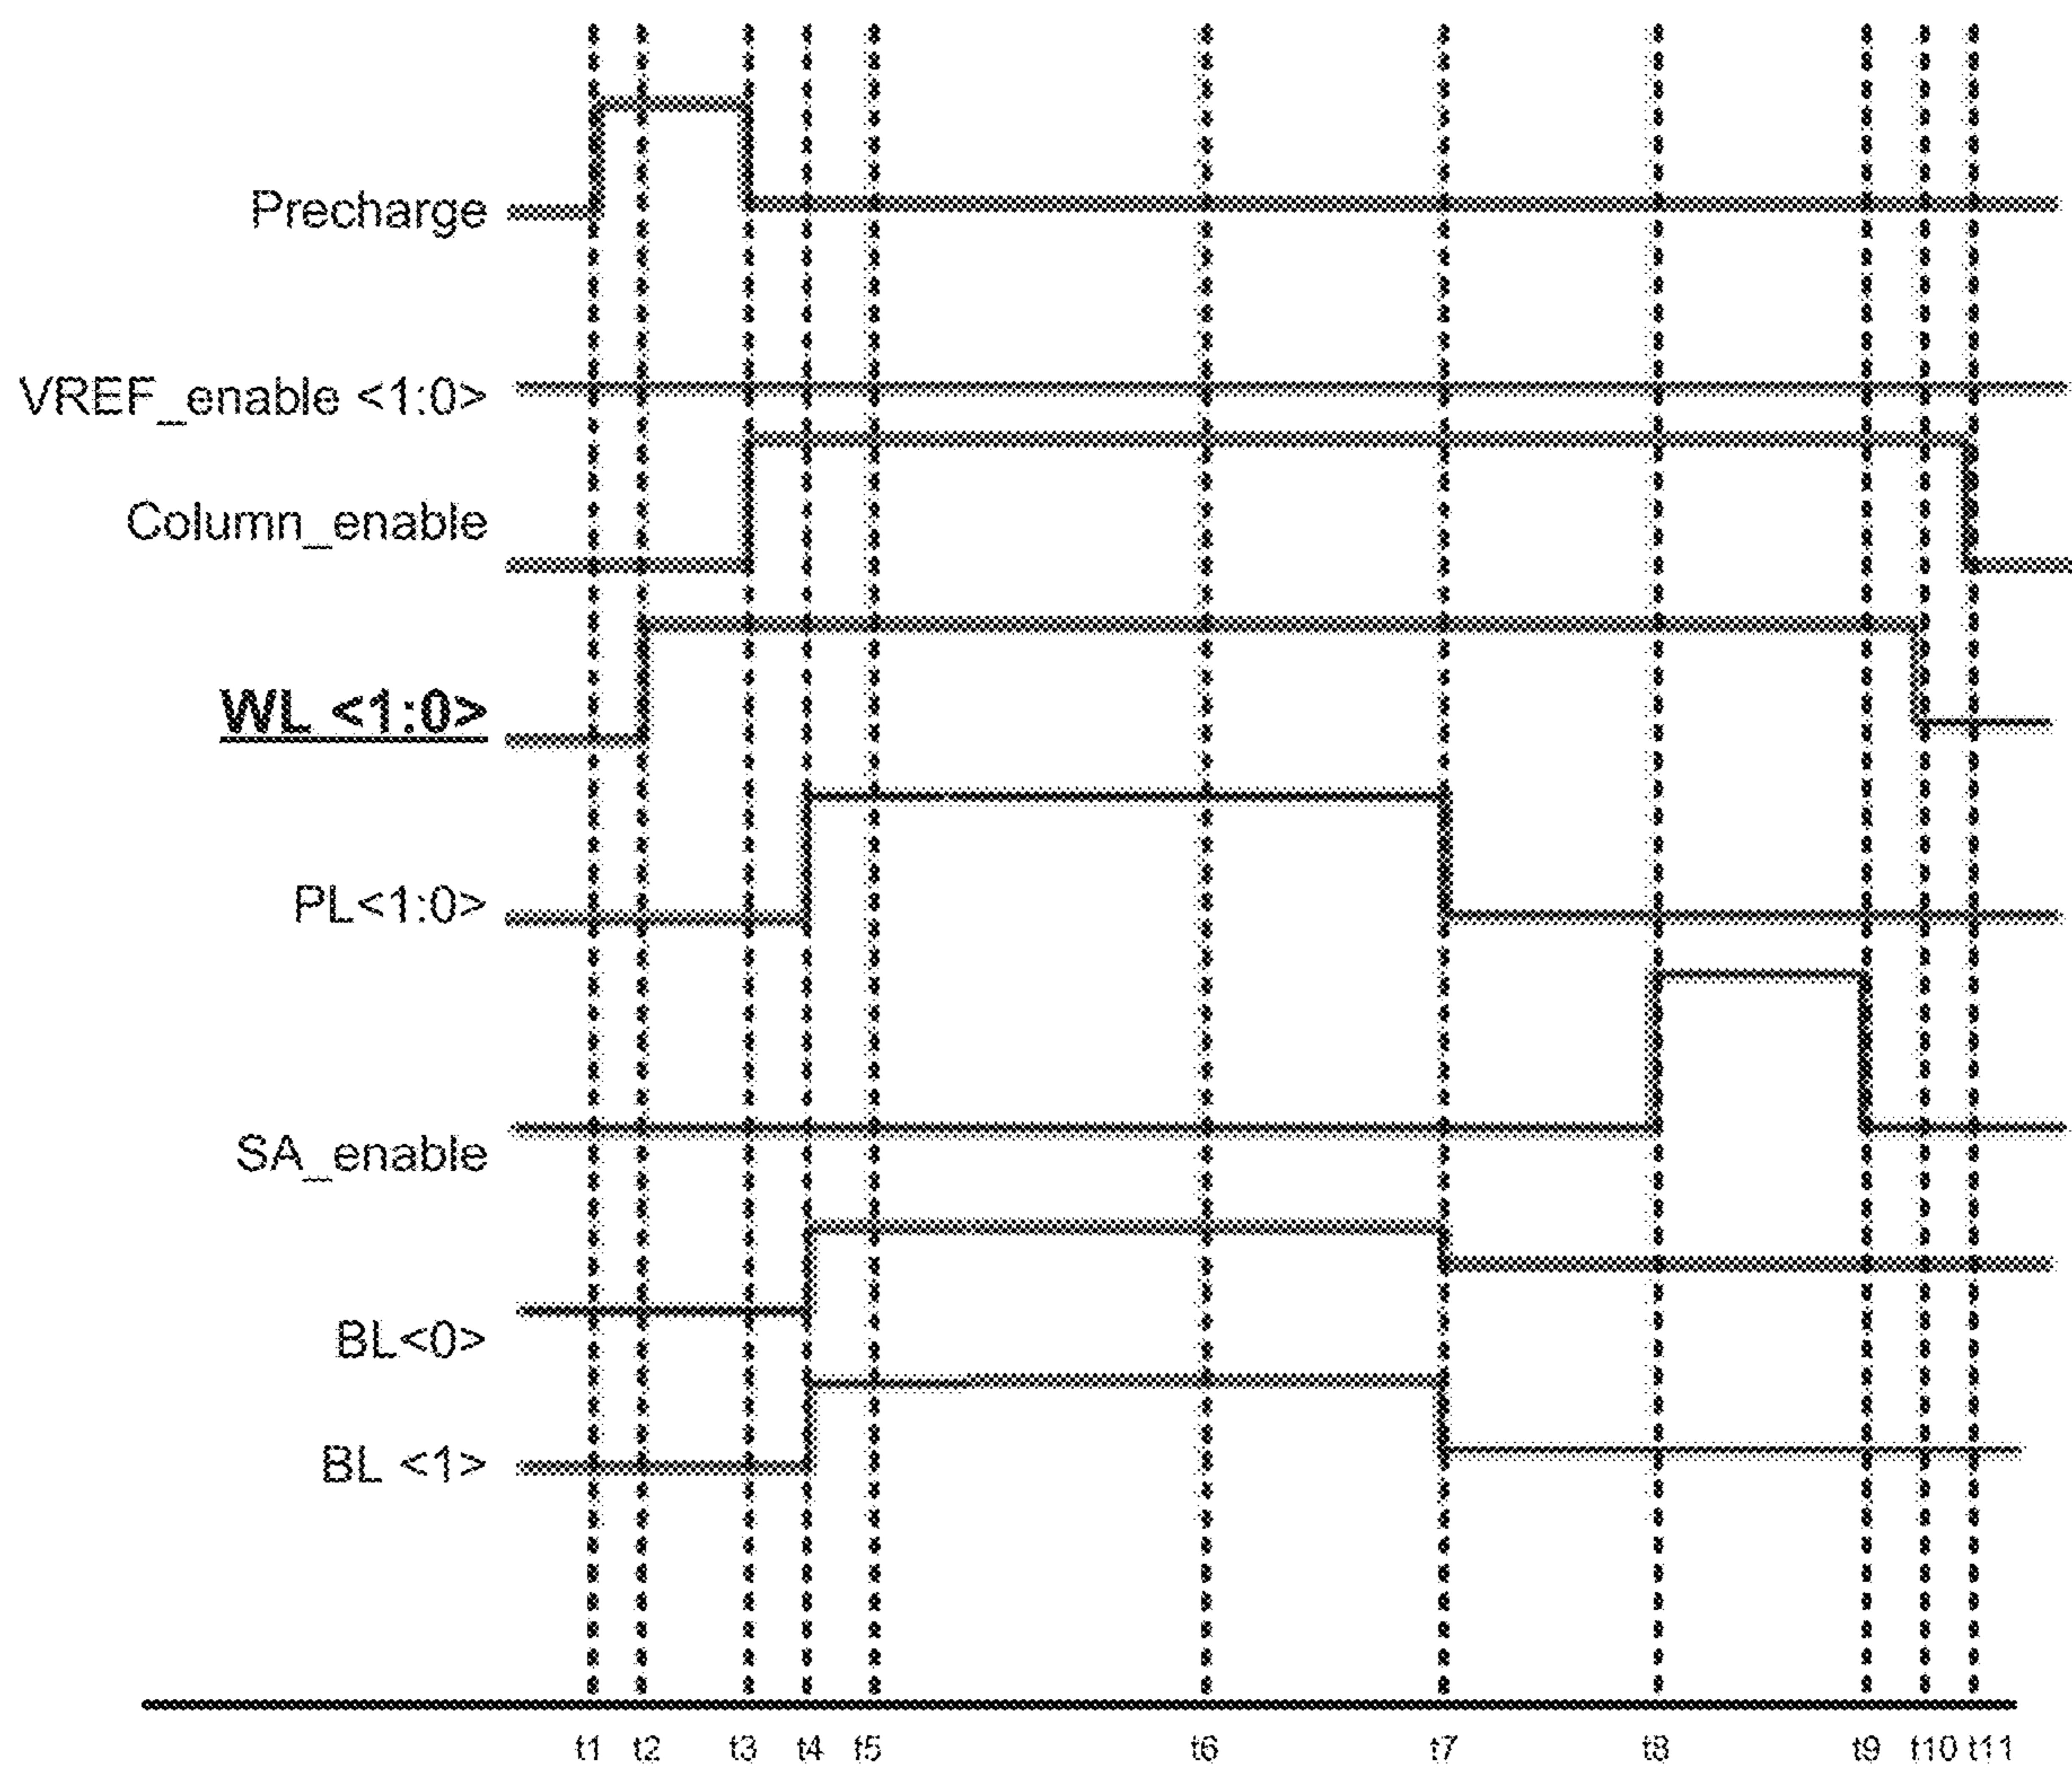 Precharge
VREF_enable <1:0>
Column_enable
WL <1:0>
PL<1:0>
SA_enable
BL<0>
BL <1>
t1 t2 t3 t4 t5 t6 t7 t8 t9 t10 t11